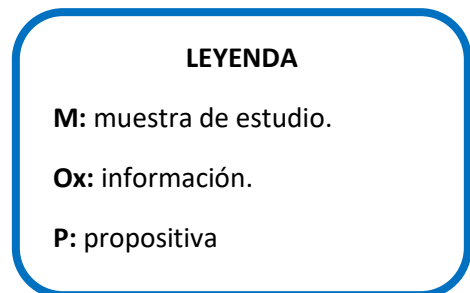 LEYENDA
M: muestra de estudio.
Ox: información.
P: propositiva